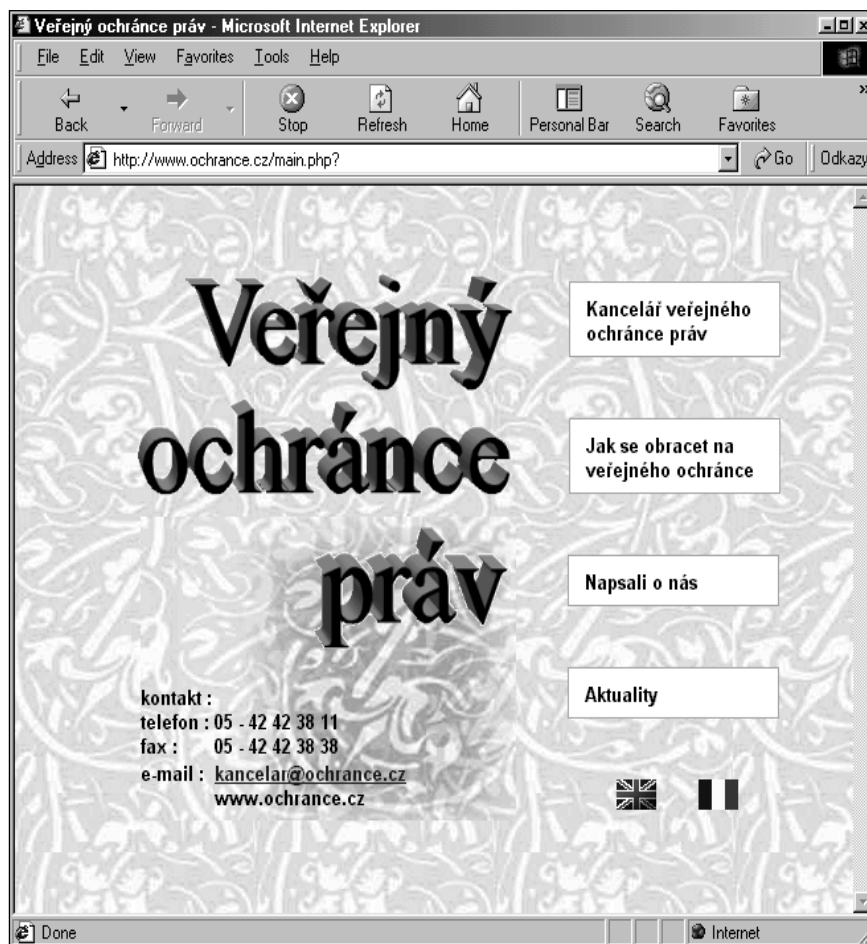 Veřejný ochránce práv - Microsoft Internet Explorer
File Edit View Favorites Tools Help
Back Forward Stop Refresh Home Personal Bar Search Favorites »
Address http://www.ochrance.cz/main.php? Go Odkazy
Veřejný
ochránce
práv
kontakt :
telefon : 05 - 42 42 38 11
fax : 05 - 42 42 38 38
e-mail : kancelar@ochrance.cz
www.ochrance.cz
Kancelář veřejného
ochránce práv
Jak se obracet na
veřejného ochránce
Napsali o nás
Aktuality
Done Internet